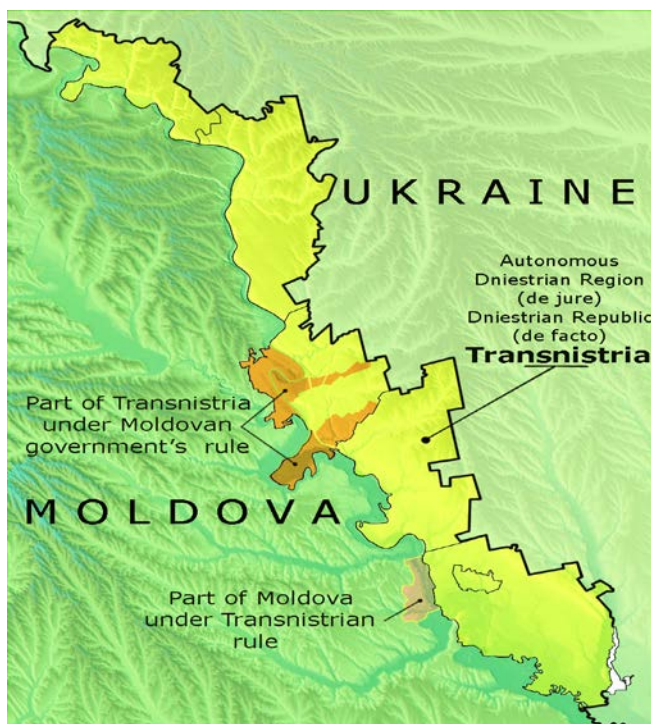 UKRAINE
Autonomous
Dniestrian Region
(de jure)
Dniestrian Republic
(de facto)
Transnistria
Part of Transnistria
under Moldovan
government's rule
MOLDOVA
Part of Moldova
under Transnistrian
rule